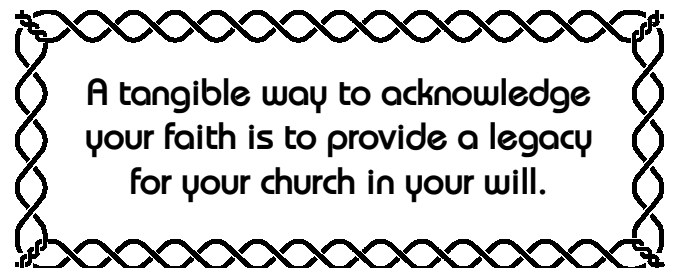 A tangible way to acknowledge
your faith is to provide a legacy
for your church in your will.